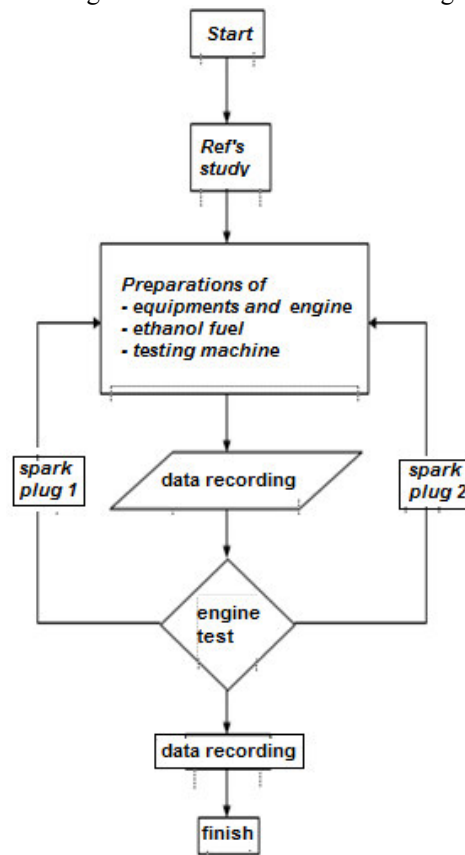 Start
Ref's
study
Preparations of
- equipments and engine
- ethanol fuel
- testing machine
spark
plug 1
data recording
spark
plug 2
engine
test
data recording
finish